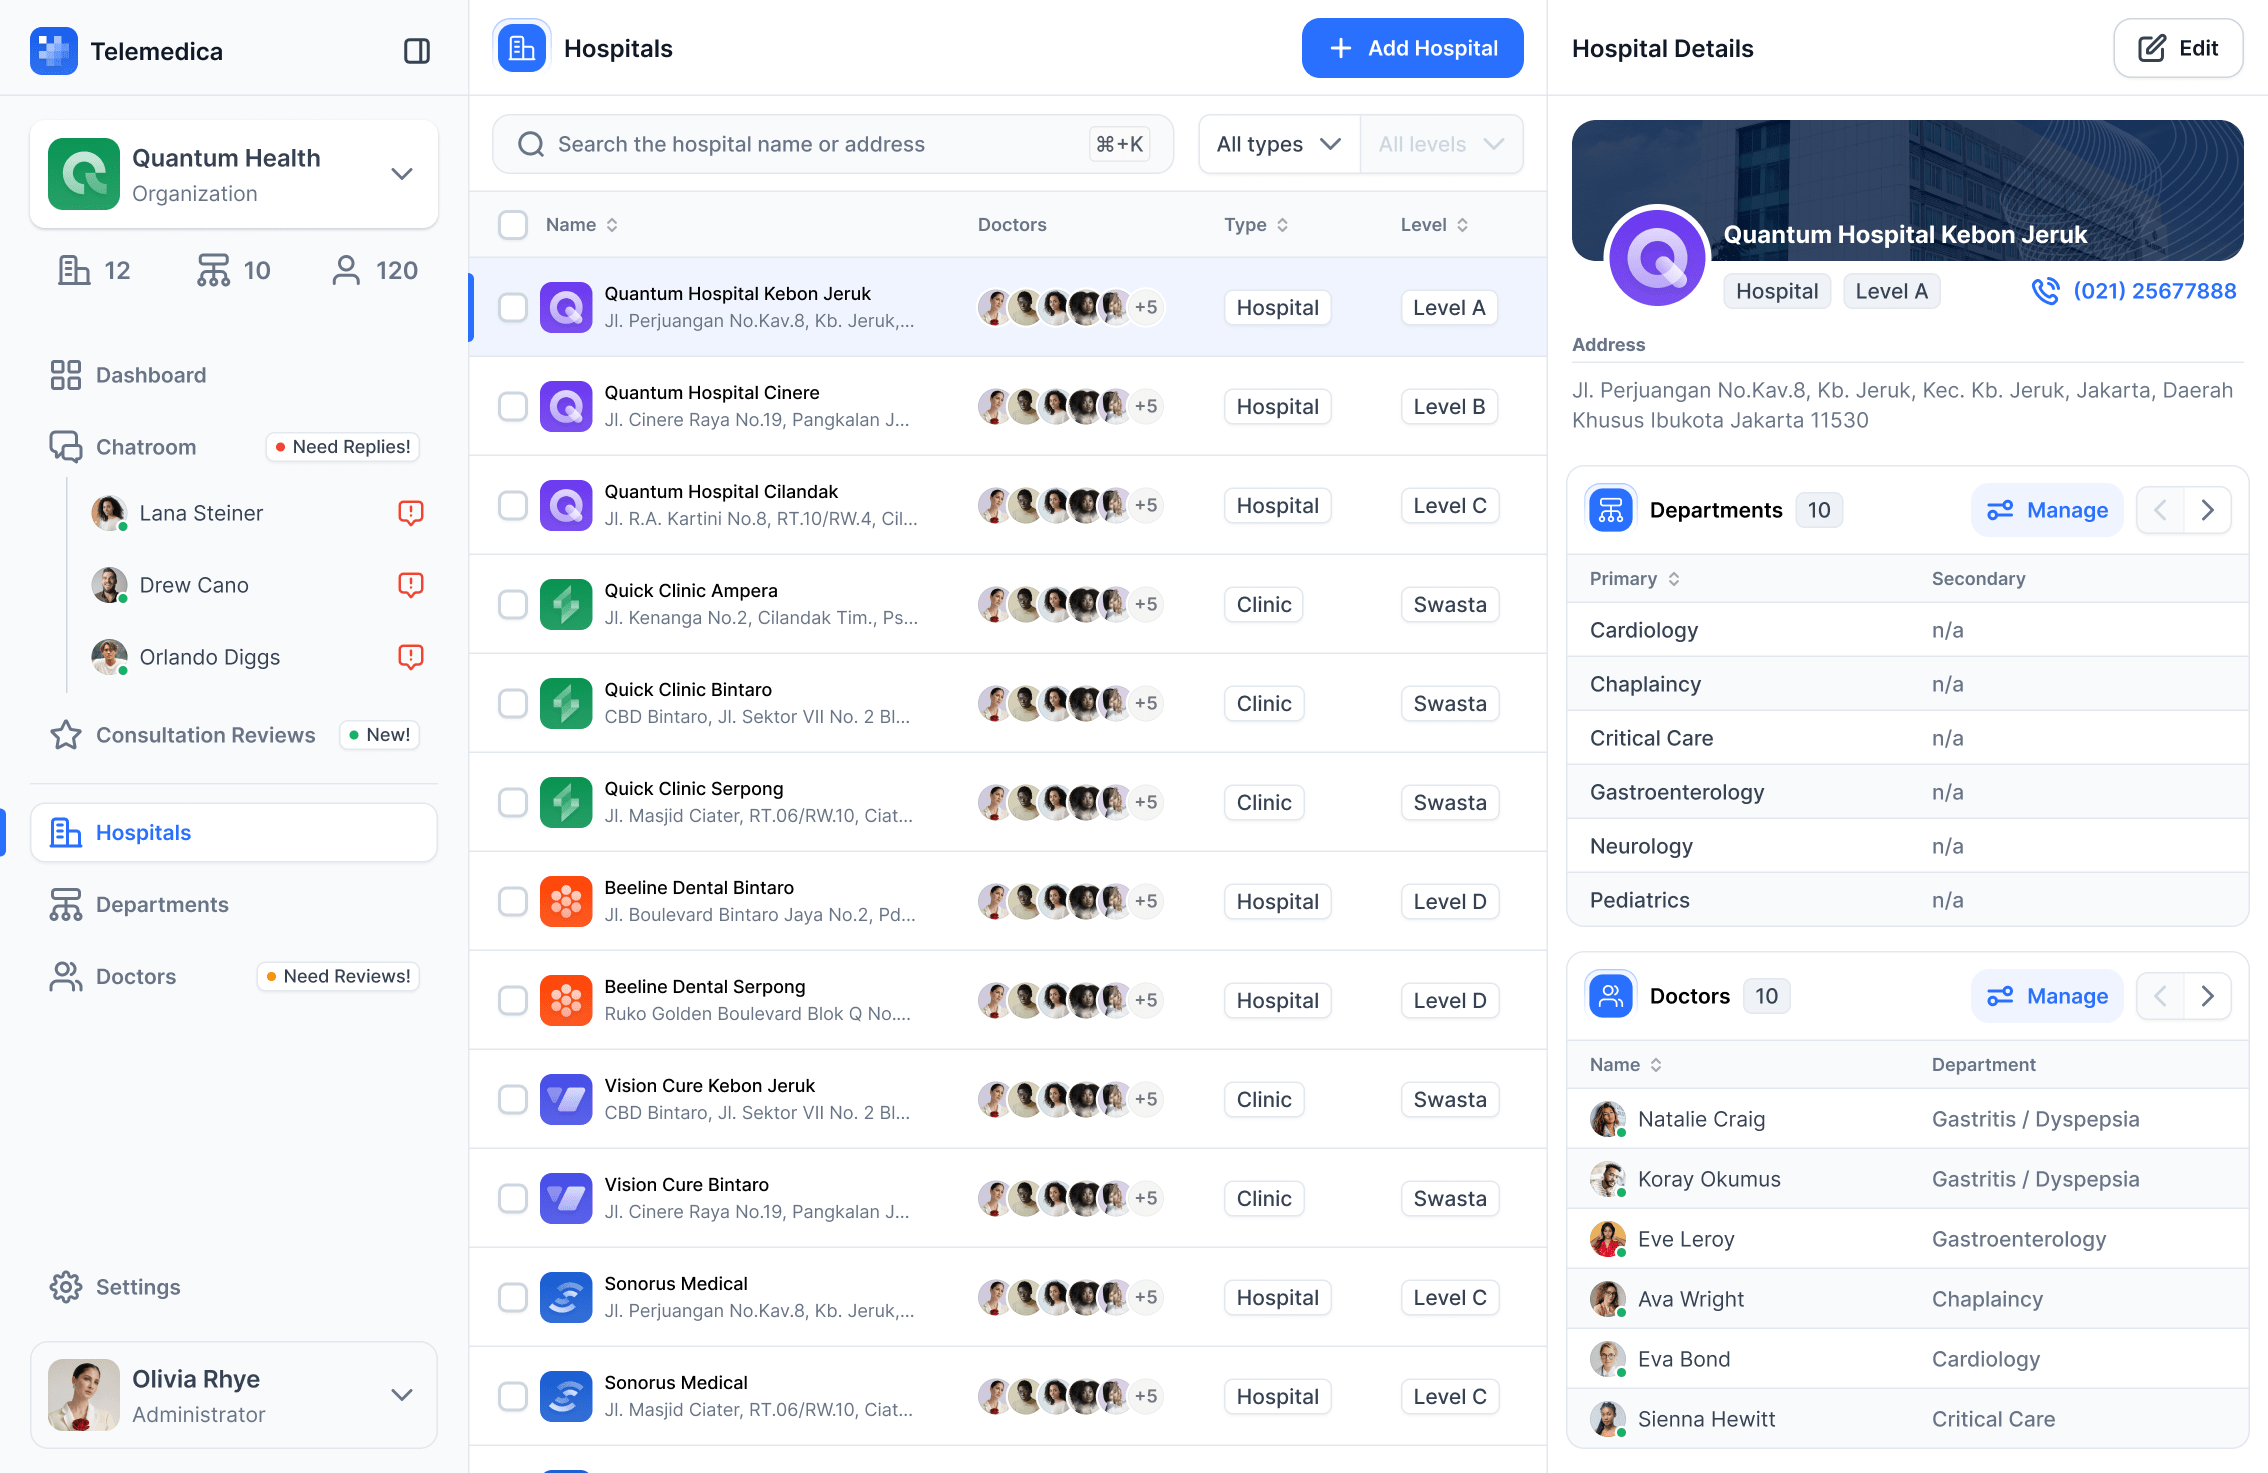 Telemedica
Quantum Health
Organization
12
10
120
Dashboard
Chatroom
Need Replies!
Lana Steiner
Drew Cano
Orlando Diggs
Consultation Reviews
New!
Hospitals
Departments
Doctors
Need Reviews!
Settings
Olivia Rhye
Administrator
Hospitals
Add Hospital
Search the hospital name or address
⌘+K
All types
All levels
Name
Doctors
Type
Level
Quantum Hospital Kebon Jeruk
Jl. Perjuangan No.Kav.8, Kb. Jeruk,...
+5
Hospital
Level A
Quantum Hospital Cinere
Jl. Cinere Raya No.19, Pangkalan J...
+5
Hospital
Level B
Quantum Hospital Cilandak
Jl. R.A. Kartini No.8, RT.10/RW.4, Cil...
+5
Hospital
Level C
Quick Clinic Ampera
Jl. Kenanga No.2, Cilandak Tim., Ps...
+5
Clinic
Swasta
Quick Clinic Bintaro
CBD Bintaro, Jl. Sektor VII No. 2 Bl...
+5
Clinic
Swasta
Quick Clinic Serpong
Jl. Masjid Ciater, RT.06/RW.10, Ciat...
+5
Clinic
Swasta
Beeline Dental Bintaro
Jl. Boulevard Bintaro Jaya No.2, Pd...
+5
Hospital
Level D
Beeline Dental Serpong
Ruko Golden Boulevard Blok Q No....
+5
Hospital
Level D
Vision Cure Kebon Jeruk
CBD Bintaro, Jl. Sektor VII No. 2 Bl...
+5
Clinic
Swasta
Vision Cure Bintaro
Jl. Cinere Raya No.19, Pangkalan J...
+5
Clinic
Swasta
Sonorus Medical
Jl. Perjuangan No.Kav.8, Kb. Jeruk,...
+5
Hospital
Level C
Sonorus Medical
Jl. Masjid Ciater, RT.06/RW.10, Ciat...
+5
Hospital
Level C
Hospital Details
Edit
Quantum Hospital Kebon Jeruk
Hospital
Level A
(021) 25677888
Address
Jl. Perjuangan No.Kav.8, Kb. Jeruk, Kec. Kb. Jeruk, Jakarta, Daerah
Khusus Ibukota Jakarta 11530
Departments
10
Manage
Primary
Secondary
Cardiology
n/a
Chaplaincy
n/a
Critical Care
n/a
Gastroenterology
n/a
Neurology
n/a
Pediatrics
n/a
Doctors
10
Manage
Name
Department
Natalie Craig
Gastritis / Dyspepsia
Koray Okumus
Gastritis / Dyspepsia
Eve Leroy
Gastroenterology
Ava Wright
Chaplaincy
Eva Bond
Cardiology
Sienna Hewitt
Critical Care